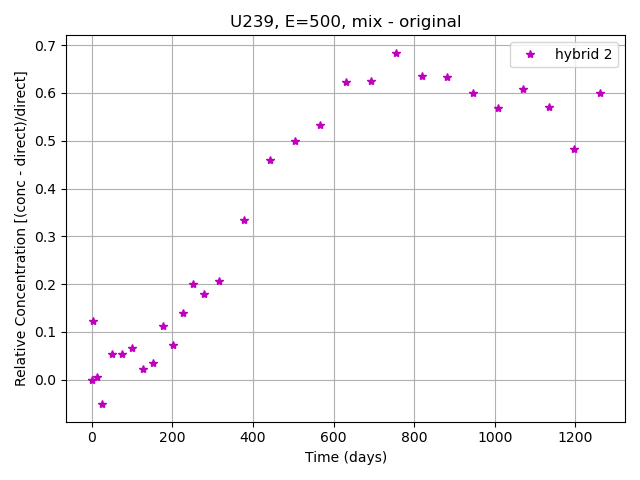 U239, E=500, mix - original
hybrid 2
Relative Concentration [(conc - direct)/direct]
0.7
0.6
0.5
0.4
0.3
0.2
0.1
0.0
0 200 400 600 800 1000 1200
Time (days)